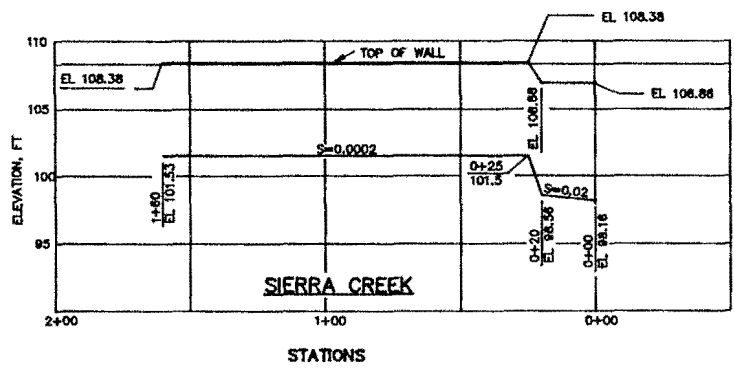 EL 108.38
110
TOP OF WALL
EL 108.38
105
EL 106.88
EL 106.86
S=0.0002
0+25
101.5
100
S=0.02
1+60
EL 101.53
ELEVATION, FT
95
0+20
EL 98.56
0+00
EL 98.16
SIERRA CREEK
2+00
1+00
0+00
STATIONS